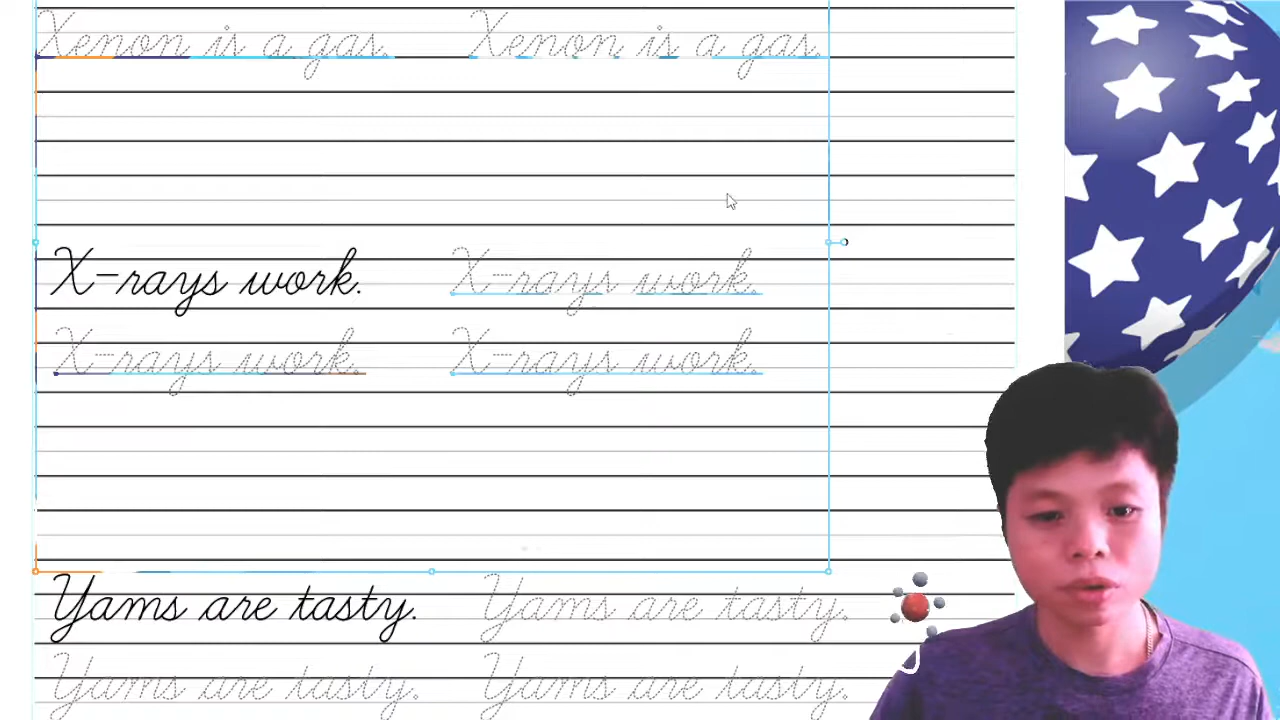 Xenon is a gas. Xenon is a gas.
X-rays work. X-rays work.
X-rays work. X-rays work.
Yams are tasty. Yams are tasty.
Yams are tasty. Yams are tasty.